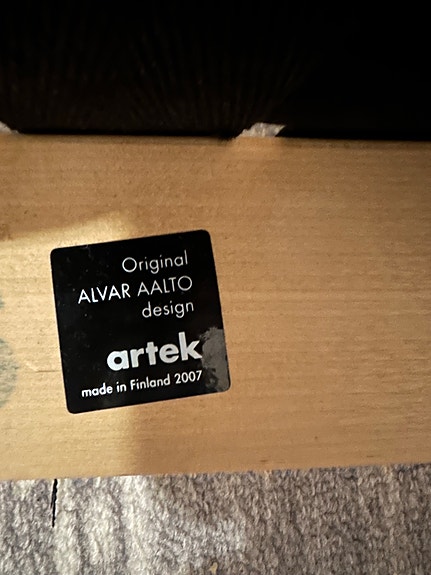 Original
ALVAR AALTO
design
artek
made in Finland 2007